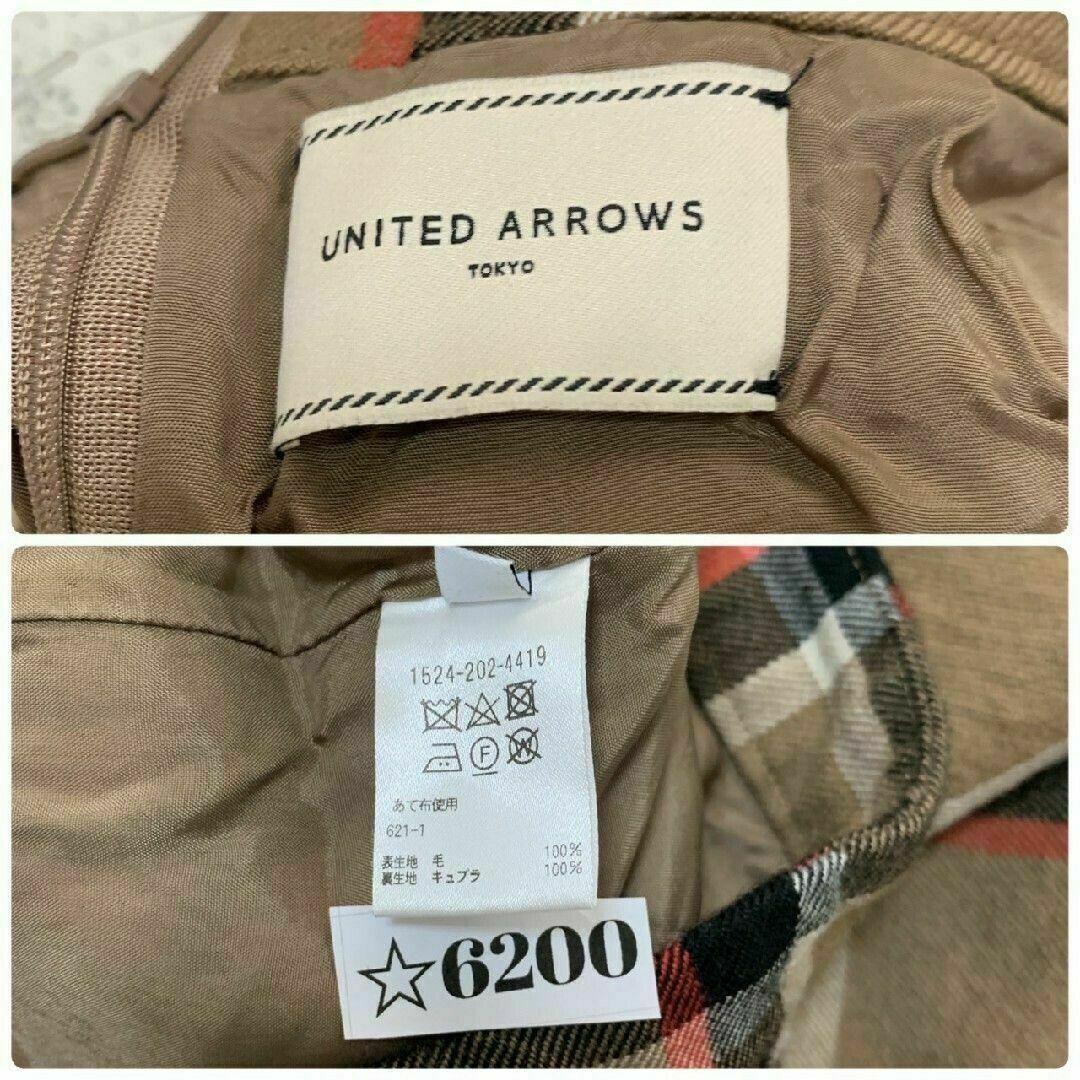 UNITED ARROWS
TOKYO
1524-202-4419
F
W
あて布使用
621-1
表生地 毛 100%
裏生地 キュプラ 100%
☆6200